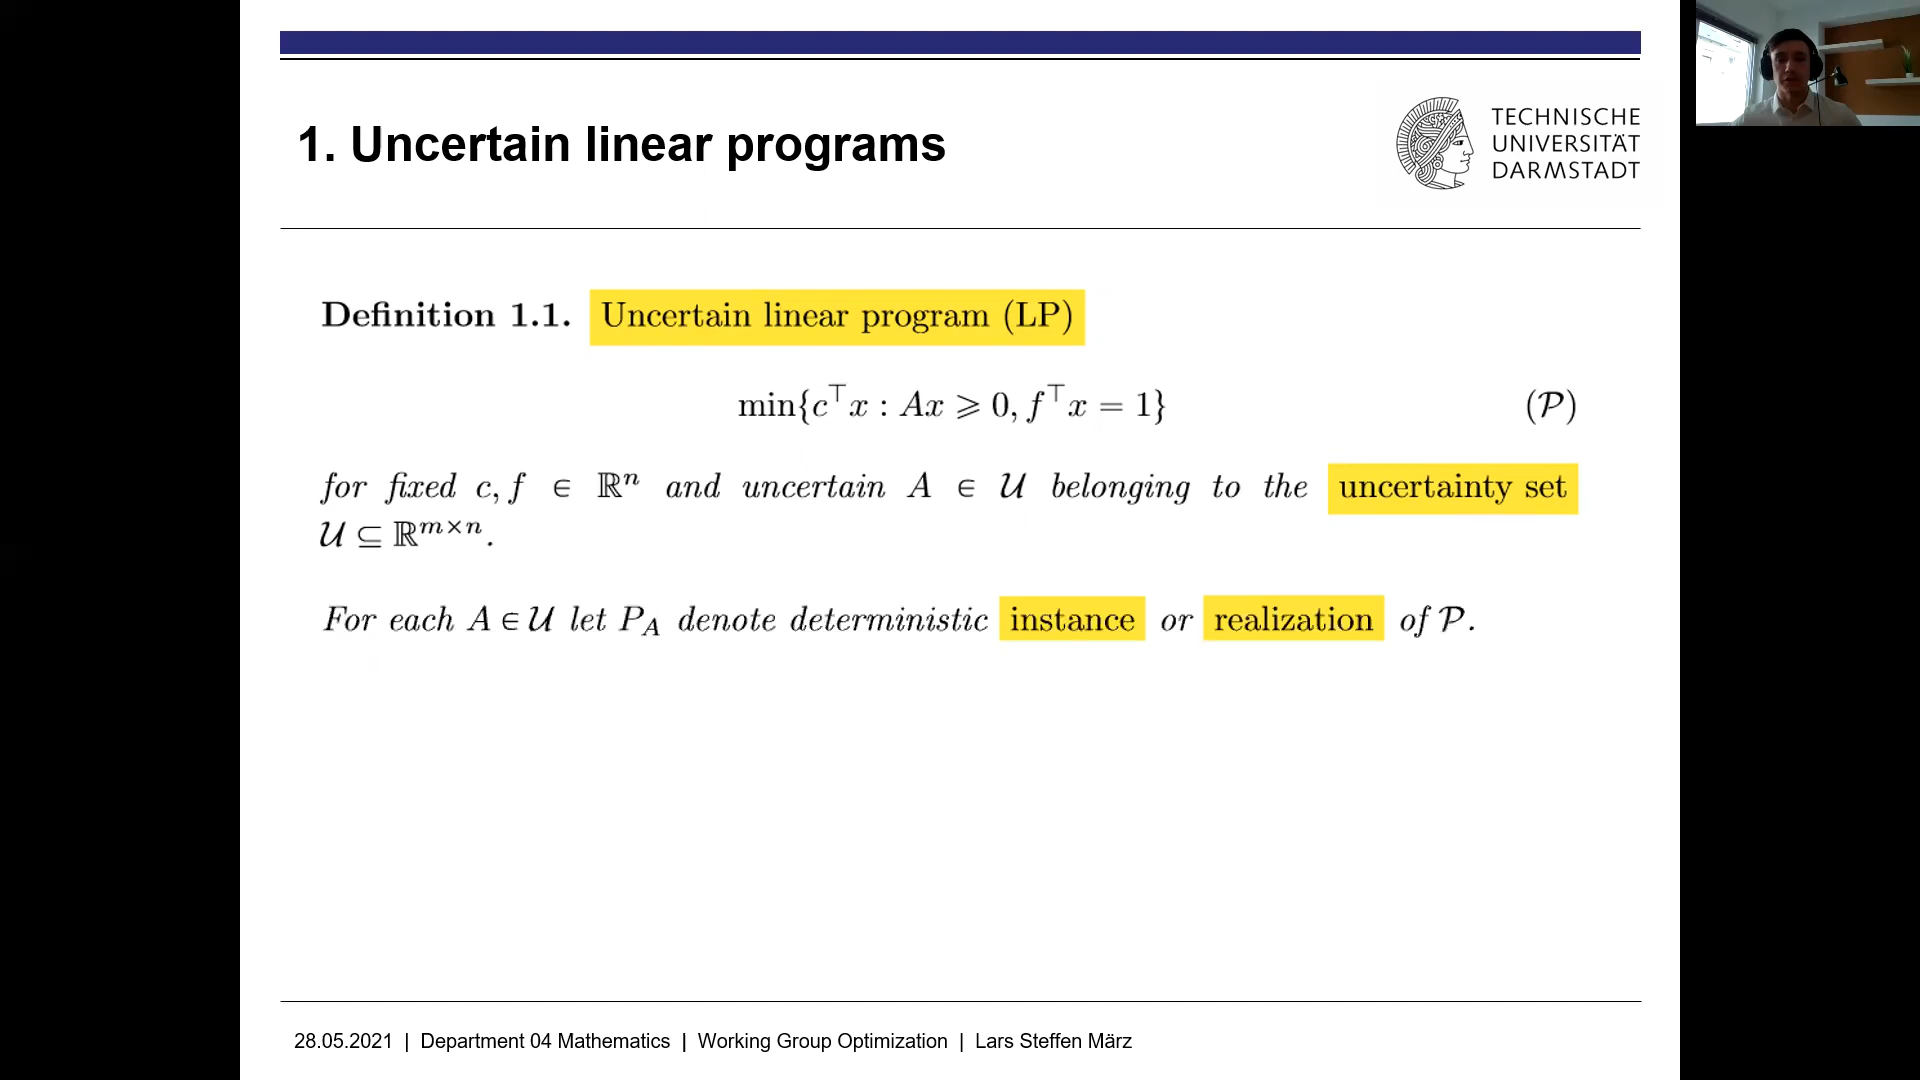 1. Uncertain linear programs
TECHNISCHE
UNIVERSITÄT
DARMSTADT
Definition 1.1. Uncertain linear program (LP)
min{c⊤x : Ax ⩾ 0, f⊤x = 1} (𝒫)
for fixed c, f ∈ ℝⁿ and uncertain A ∈ 𝒰 belonging to the uncertainty set
𝒰 ⊆ ℝᵐˣⁿ.
For each A ∈ 𝒰 let P_A denote deterministic instance or realization of 𝒫.
28.05.2021 | Department 04 Mathematics | Working Group Optimization | Lars Steffen März